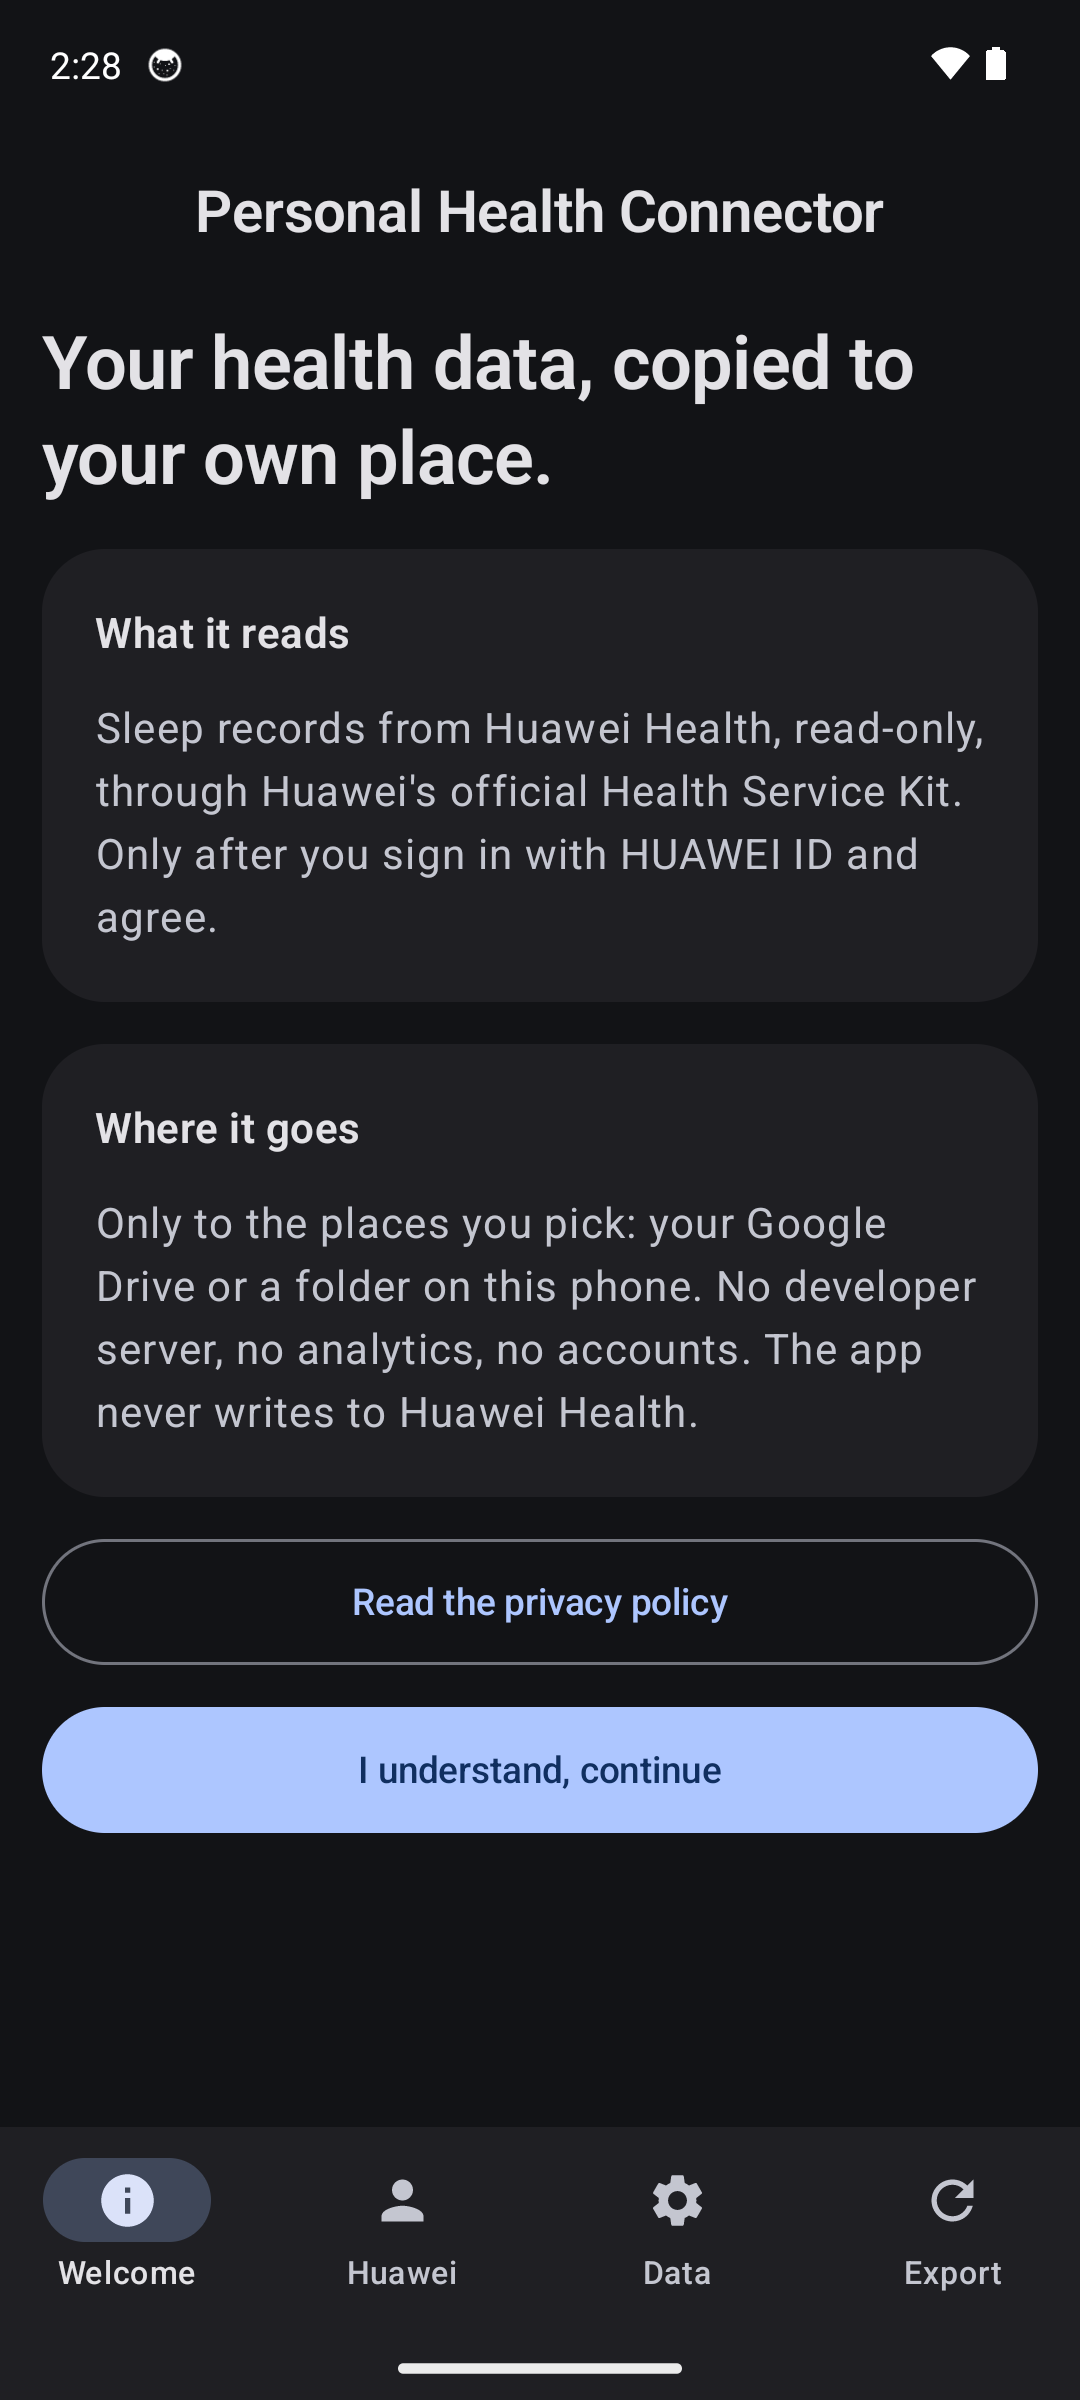 2:28
Personal Health Connector
Your health data, copied to
your own place.
What it reads
Sleep records from Huawei Health, read-only,
through Huawei's official Health Service Kit.
Only after you sign in with HUAWEI ID and
agree.
Where it goes
Only to the places you pick: your Google
Drive or a folder on this phone. No developer
server, no analytics, no accounts. The app
never writes to Huawei Health.
Read the privacy policy
I understand, continue
Welcome
Huawei
Data
Export